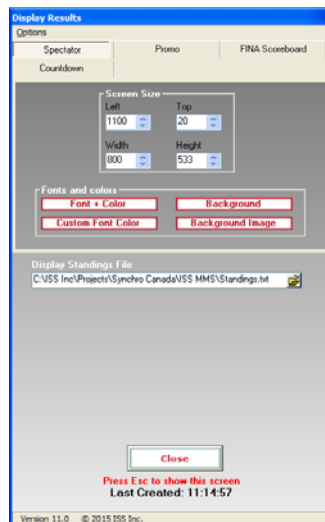 Display Results
Options
Spectator Promo FINA Scoreboard
Countdown
Screen Size
Left Top
1100 20
Width Height
800 533
Fonts and colors
Font + Color Background
Custom Font Color Background Image
Display Standings File
C:\ISS Inc\Projects\Synchro Canada\ISS MMS\Standings.txt
Close
Press Esc to show this screen
Last Created: 11:14:57
Version 11.0 © 2015 ISS Inc.